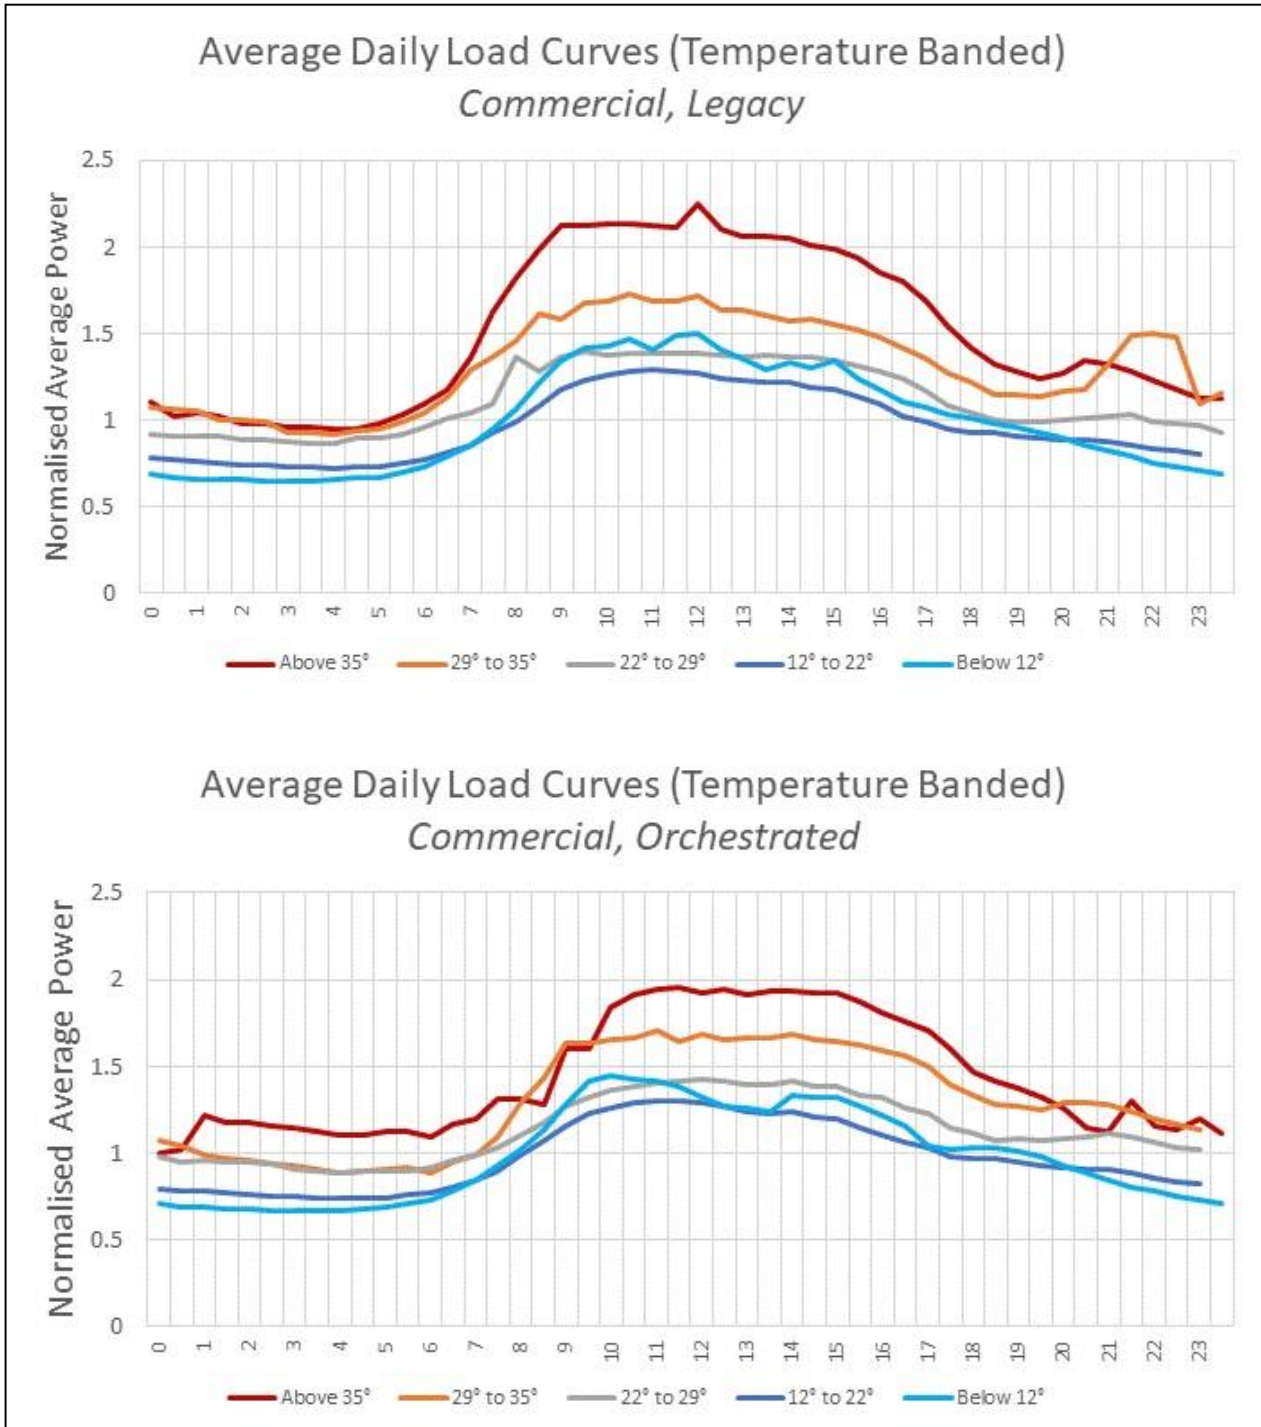 Average Daily Load Curves (Temperature Banded)
Commercial, Legacy
Normalised Average Power
2.5
2
1.5
1
0.5
0
0 1 2 3 4 5 6 7 8 9 10 11 12 13 14 15 16 17 18 19 20 21 22 23
Above 35° 29° to 35° 22° to 29° 12° to 22° Below 12°
Average Daily Load Curves (Temperature Banded)
Commercial, Orchestrated
Normalised Average Power
2.5
2
1.5
1
0.5
0
0 1 2 3 4 5 6 7 8 9 10 11 12 13 14 15 16 17 18 19 20 21 22 23
Above 35° 29° to 35° 22° to 29° 12° to 22° Below 12°